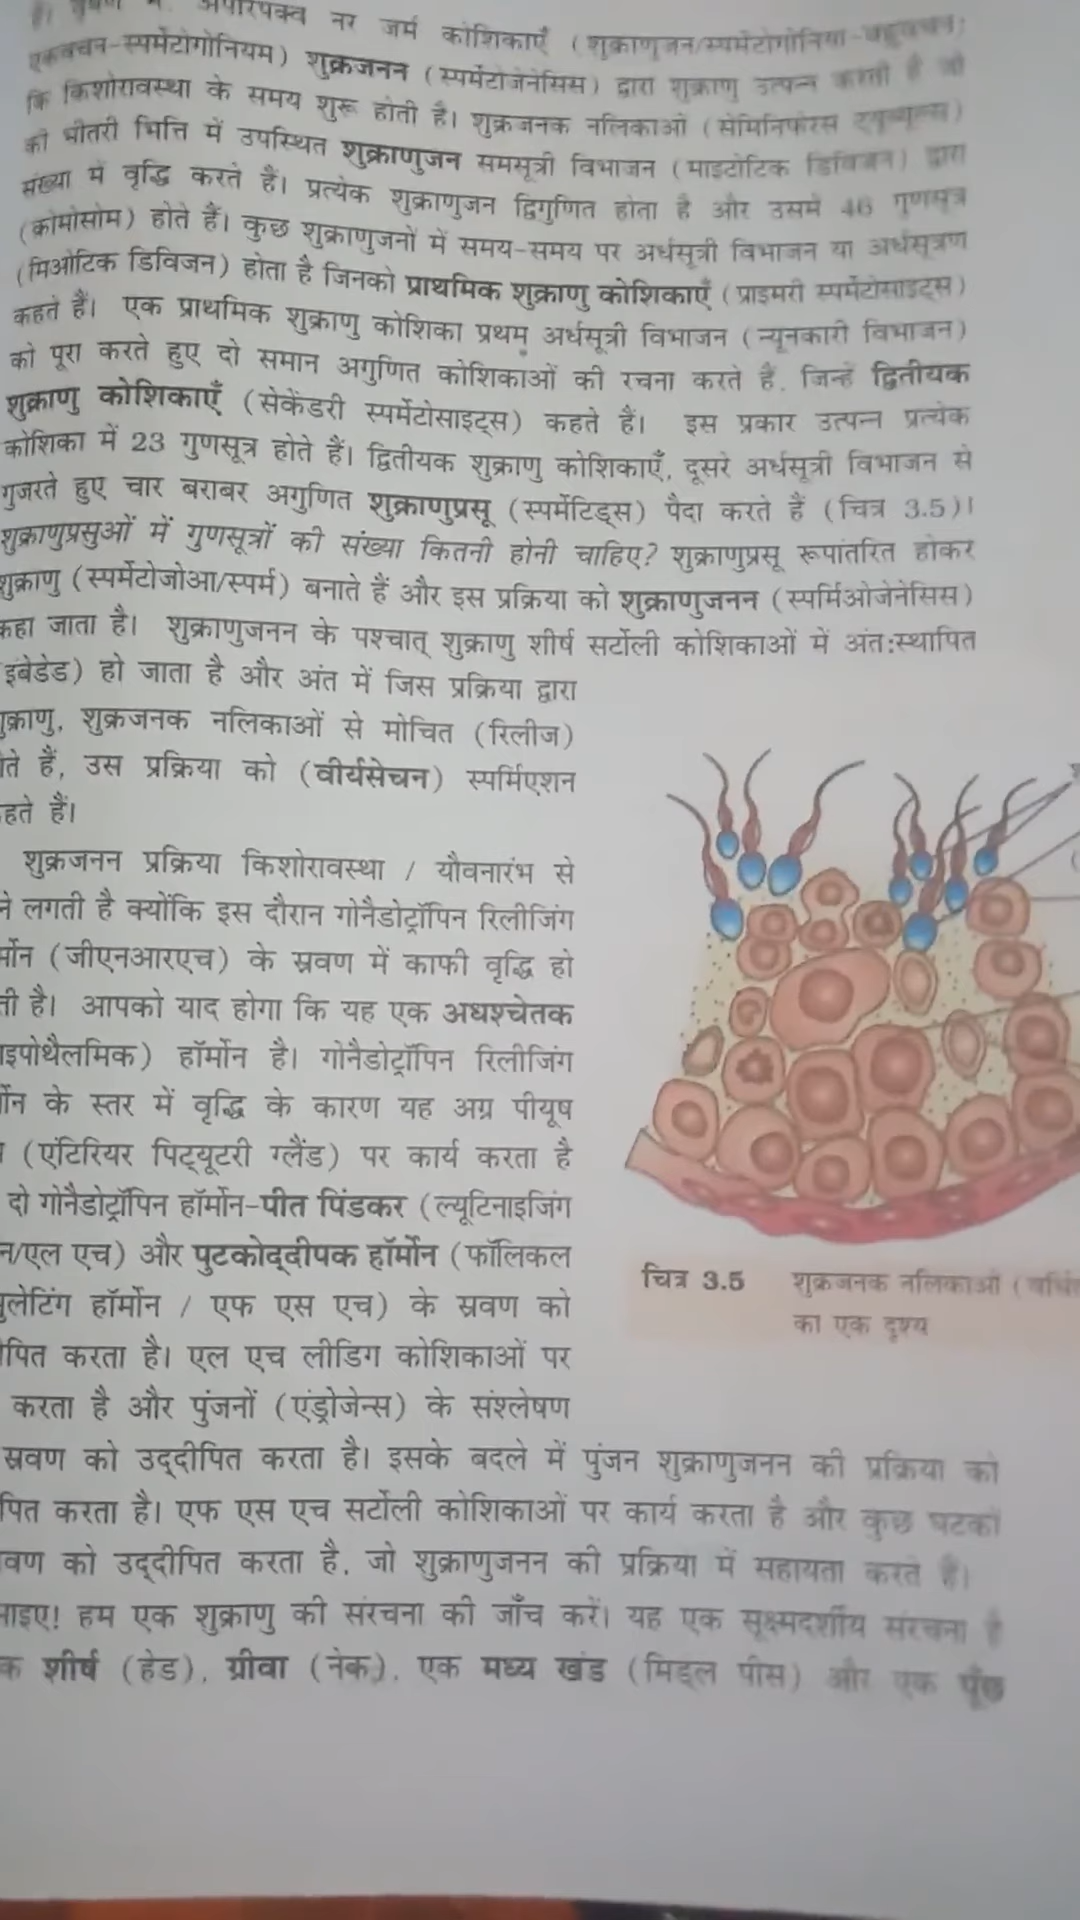 अपरिपक्व नर जर्म कोशिकाएँ (शुक्राणुजन/स्पर्मेटोगोनिया-बहुवचन;
एकवचन-स्पर्मेटोगोनियम) शुक्रजनन (स्पर्मेटोजेनेसिस) द्वारा शुक्राणु उत्पन्न करती हैं जो
कि किशोरावस्था के समय शुरू होती है। शुक्रजनक नलिकाओं (सेमिनिफेरस ट्यूब्यूल्स)
की भीतरी भित्ति में उपस्थित शुक्राणुजन समसूत्री विभाजन (माइटोटिक डिविजन) द्वारा
संख्या में वृद्धि करते हैं। प्रत्येक शुक्राणुजन द्विगुणित होता है और उसमें 46 गुणसूत्र
(क्रोमोसोम) होते हैं। कुछ शुक्राणुजनों में समय-समय पर अर्धसूत्री विभाजन या अर्धसूत्रण
(मिओटिक डिविजन) होता है जिनको प्राथमिक शुक्राणु कोशिकाएँ (प्राइमरी स्पर्मेटोसाइट्स)
कहते हैं। एक प्राथमिक शुक्राणु कोशिका प्रथम अर्धसूत्री विभाजन (न्यूनकारी विभाजन)
को पूरा करते हुए दो समान अगुणित कोशिकाओं की रचना करते हैं, जिन्हें द्वितीयक
शुक्राणु कोशिकाएँ (सेकेंडरी स्पर्मेटोसाइट्स) कहते हैं। इस प्रकार उत्पन्न प्रत्येक
कोशिका में 23 गुणसूत्र होते हैं। द्वितीयक शुक्राणु कोशिकाएँ, दूसरे अर्धसूत्री विभाजन से
गुजरते हुए चार बराबर अगुणित शुक्राणुप्रसू (स्पर्मेटिड्स) पैदा करते हैं (चित्र 3.5)।
शुक्राणुप्रसुओं में गुणसूत्रों की संख्या कितनी होनी चाहिए? शुक्राणुप्रसू रूपांतरित होकर
शुक्राणु (स्पर्मेटोजोआ/स्पर्म) बनाते हैं और इस प्रक्रिया को शुक्राणुजनन (स्पर्मिओजेनेसिस)
कहा जाता है। शुक्राणुजनन के पश्चात् शुक्राणु शीर्ष सर्टोली कोशिकाओं में अंत:स्थापित
इंबेडेड) हो जाता है और अंत में जिस प्रक्रिया द्वारा
शुक्राणु, शुक्रजनक नलिकाओं से मोचित (रिलीज)
ोते हैं, उस प्रक्रिया को (वीर्यसेचन) स्पर्मिएशन
हते हैं।
शुक्रजनन प्रक्रिया किशोरावस्था / यौवनारंभ से
ने लगती है क्योंकि इस दौरान गोनैडोट्रॉपिन रिलीजिंग
र्मोन (जीएनआरएच) के स्रवण में काफी वृद्धि हो
ती है। आपको याद होगा कि यह एक अधश्चेतक
ाइपोथैलमिक) हॉर्मोन है। गोनैडोट्रॉपिन रिलीजिंग
र्मोन के स्तर में वृद्धि के कारण यह अग्र पीयूष
(एंटिरियर पिट्यूटरी ग्लैंड) पर कार्य करता है
दो गोनैडोट्रॉपिन हॉर्मोन-पीत पिंडकर (ल्यूटिनाइजिंग
न/एल एच) और पुटकोद्दीपक हॉर्मोन (फॉलिकल
ुलेटिंग हॉर्मोन / एफ एस एच) के स्रवण को
ीपित करता है। एल एच लीडिग कोशिकाओं पर
करता है और पुंजनों (एंड्रोजेन्स) के संश्लेषण
स्रवण को उद्दीपित करता है। इसके बदले में पुंजन शुक्राणुजनन की प्रक्रिया को
पित करता है। एफ एस एच सर्टोली कोशिकाओं पर कार्य करता है और कुछ घटकों
वण को उद्दीपित करता है, जो शुक्राणुजनन की प्रक्रिया में सहायता करते हैं।
आइए! हम एक शुक्राणु की संरचना की जाँच करें। यह एक सूक्ष्मदर्शीय संरचना है
क शीर्ष (हेड), ग्रीवा (नेक), एक मध्य खंड (मिड्ल पीस) और एक पूँछ
चित्र 3.5 शुक्रजनक नलिकाओं
का एक दृश्य